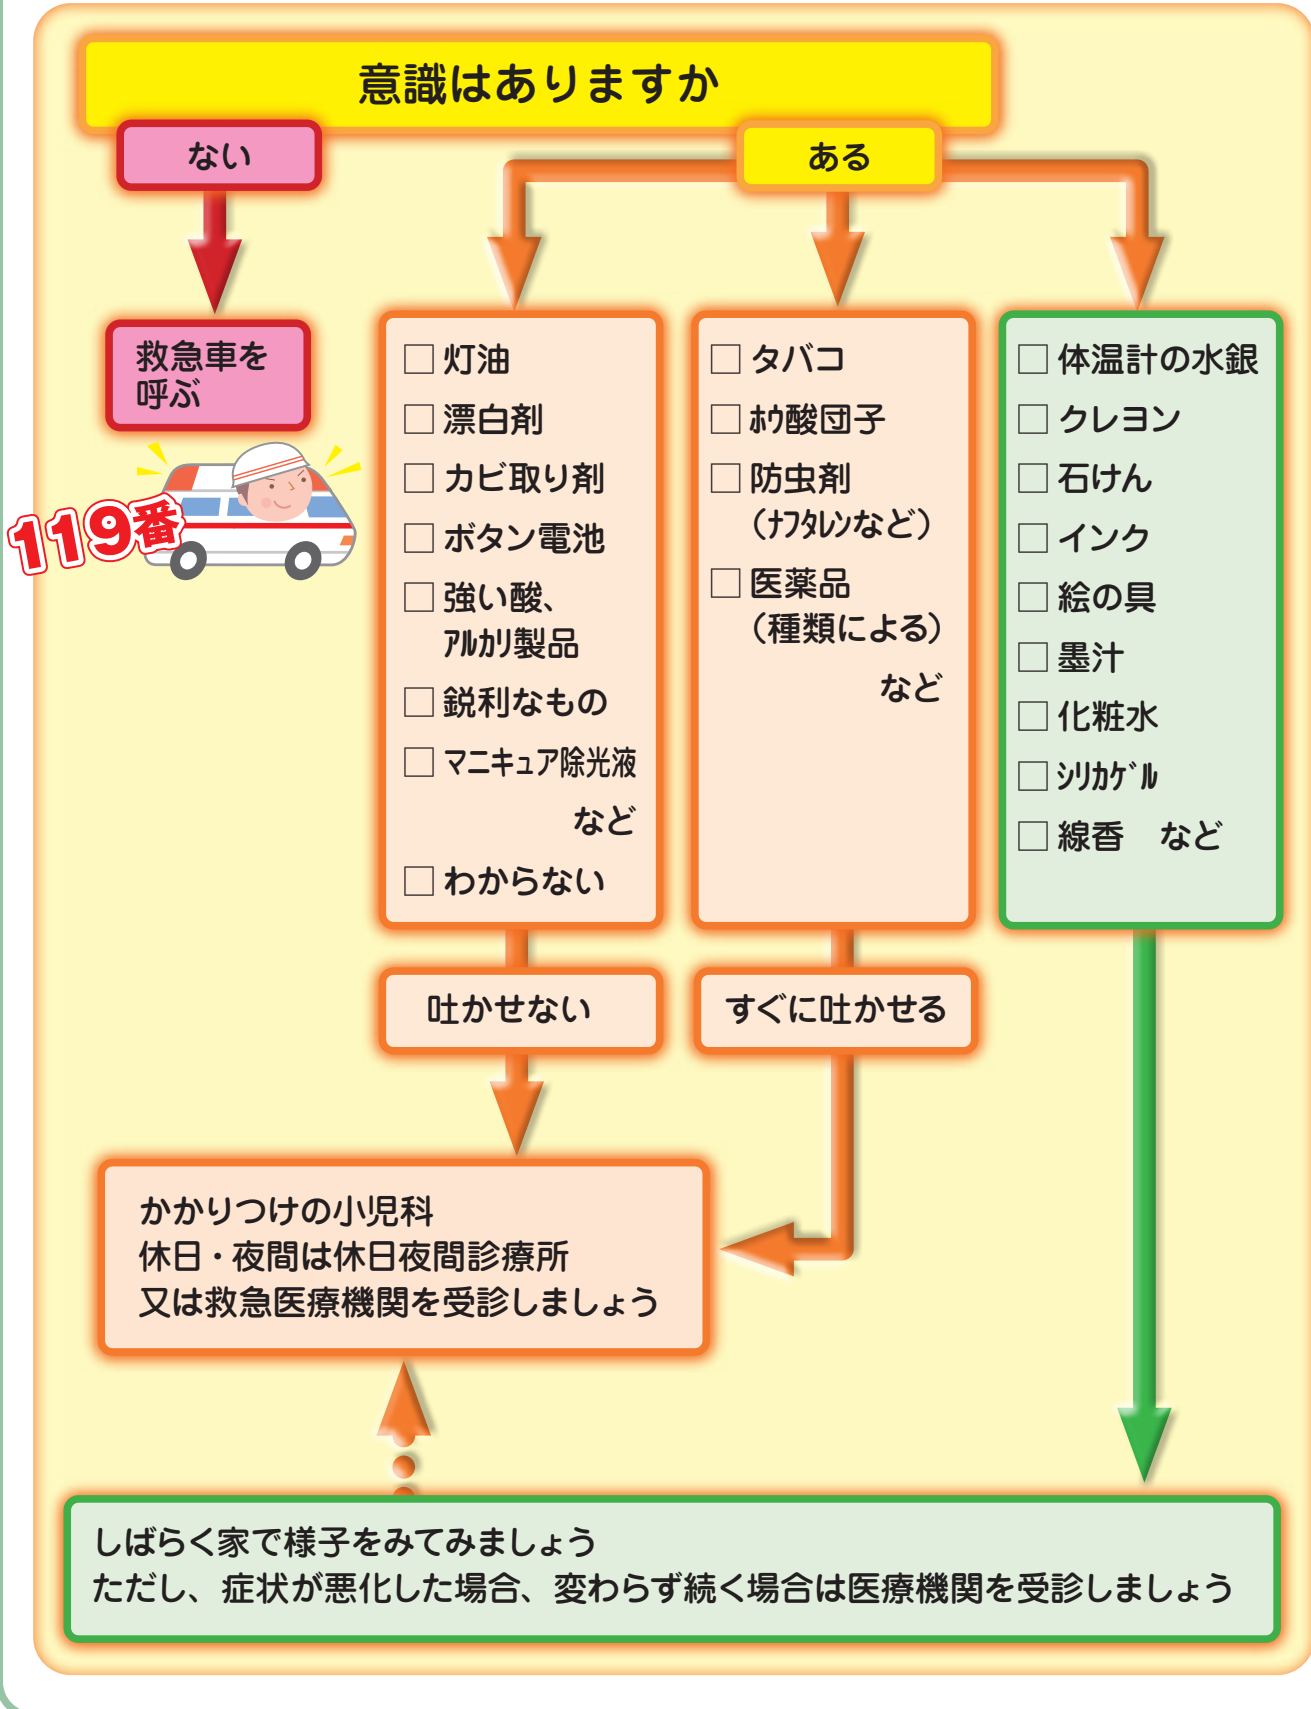 意識はありますか
ない
ある
救急車を
呼ぶ
119番
□ 灯油
□ 漂白剤
□ カビ取り剤
□ ボタン電池
□ 強い酸、
ｱﾙｶﾘ製品
□ 鋭利なもの
□ マニキュア除光液
など
□ わからない
□ タバコ
□ ﾎｳ酸団子
□ 防虫剤
（ﾅﾌﾀﾚﾝなど）
□ 医薬品
（種類による）
など
□ 体温計の水銀
□ クレヨン
□ 石けん
□ インク
□ 絵の具
□ 墨汁
□ 化粧水
□ ｼﾘｶｹﾞﾙ
□ 線香　など
吐かせない
すぐに吐かせる
かかりつけの小児科
休日・夜間は休日夜間診療所
又は救急医療機関を受診しましょう
しばらく家で様子をみてみましょう
ただし、症状が悪化した場合、変わらず続く場合は医療機関を受診しましょう